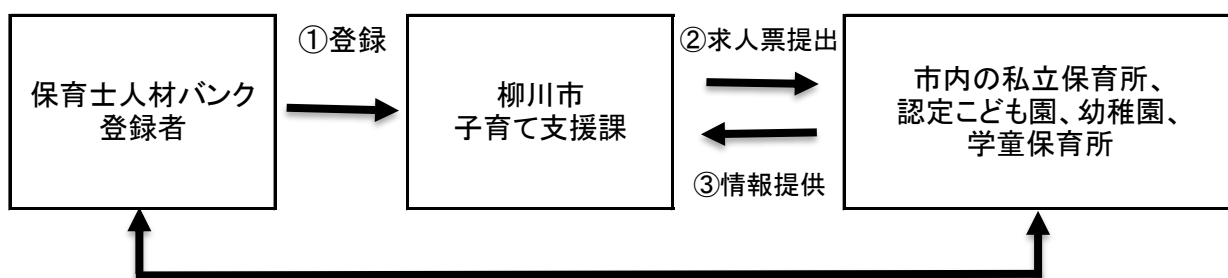 保育士人材バンク
登録者
①登録
柳川市
子育て支援課
②求人票提出
③情報提供
市内の私立保育所、
認定こども園、幼稚園、
学童保育所